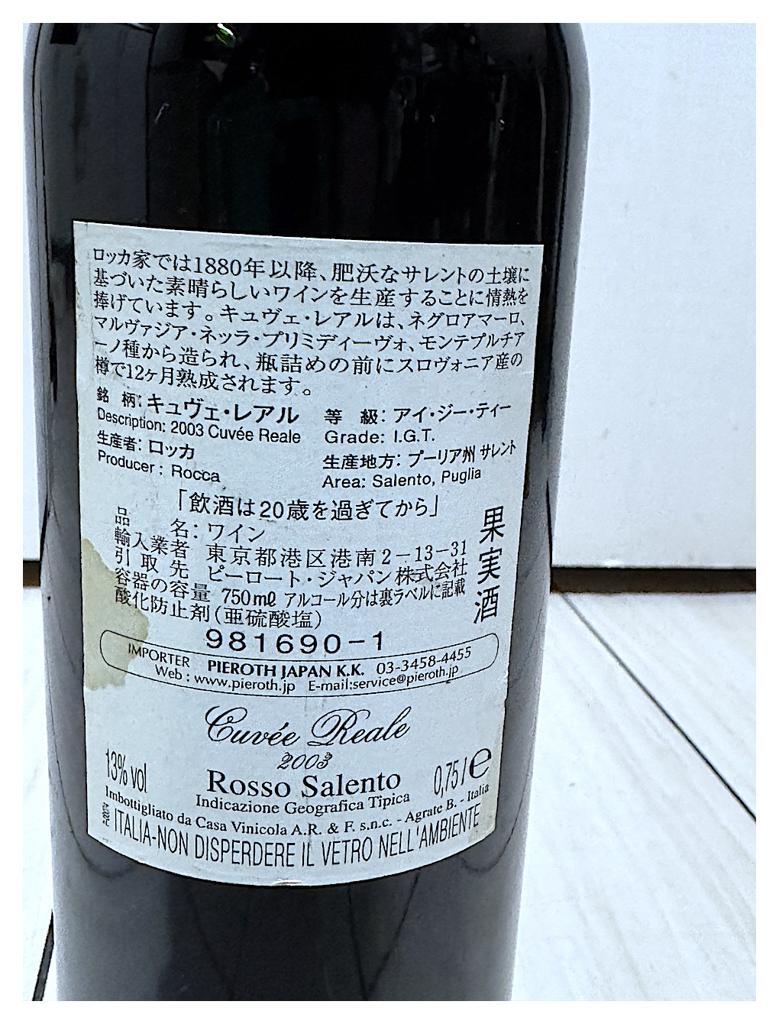 ロッカ家では1880年以降、肥沃なサレントの土壌に
基づいた素晴らしいワインを生産することに情熱を
捧げています。キュヴェ・レアルは、ネグロアマーロ、
マルヴァジア・ネッラ・プリミディーヴォ、モンテプルチア
ーノ種から造られ、瓶詰めの前にスロヴォニア産の
樽で12ヶ月熟成されます。
銘 柄: キュヴェ・レアル 等 級: アイ・ジー・ティー
Description: 2003 Cuvée Reale Grade: I.G.T.
生産者: ロッカ 生産地方: プーリア州 サレント
Producer : Rocca Area: Salento, Puglia
「飲酒は20歳を過ぎてから」
品 名: ワイン
輸入業者 東京都港区港南2-13-31
引取先 ピーロート・ジャパン株式会社
容器の容量 750mℓ アルコール分は裏ラベルに記載
酸化防止剤(亜硫酸塩)
果実酒
981690-1
IMPORTER PIEROTH JAPAN K.K. 03-3458-4455
Web : www.pieroth.jp E-mail:service@pieroth.jp
Cuvée Reale
2003
13% vol Rosso Salento 0,75 l e
Indicazione Geografica Tipica
Imbottigliato da Casa Vinicola A.R. & F. s.n.c. - Agrate B. - Italia
ITALIA-NON DISPERDERE IL VETRO NELL'AMBIENTE